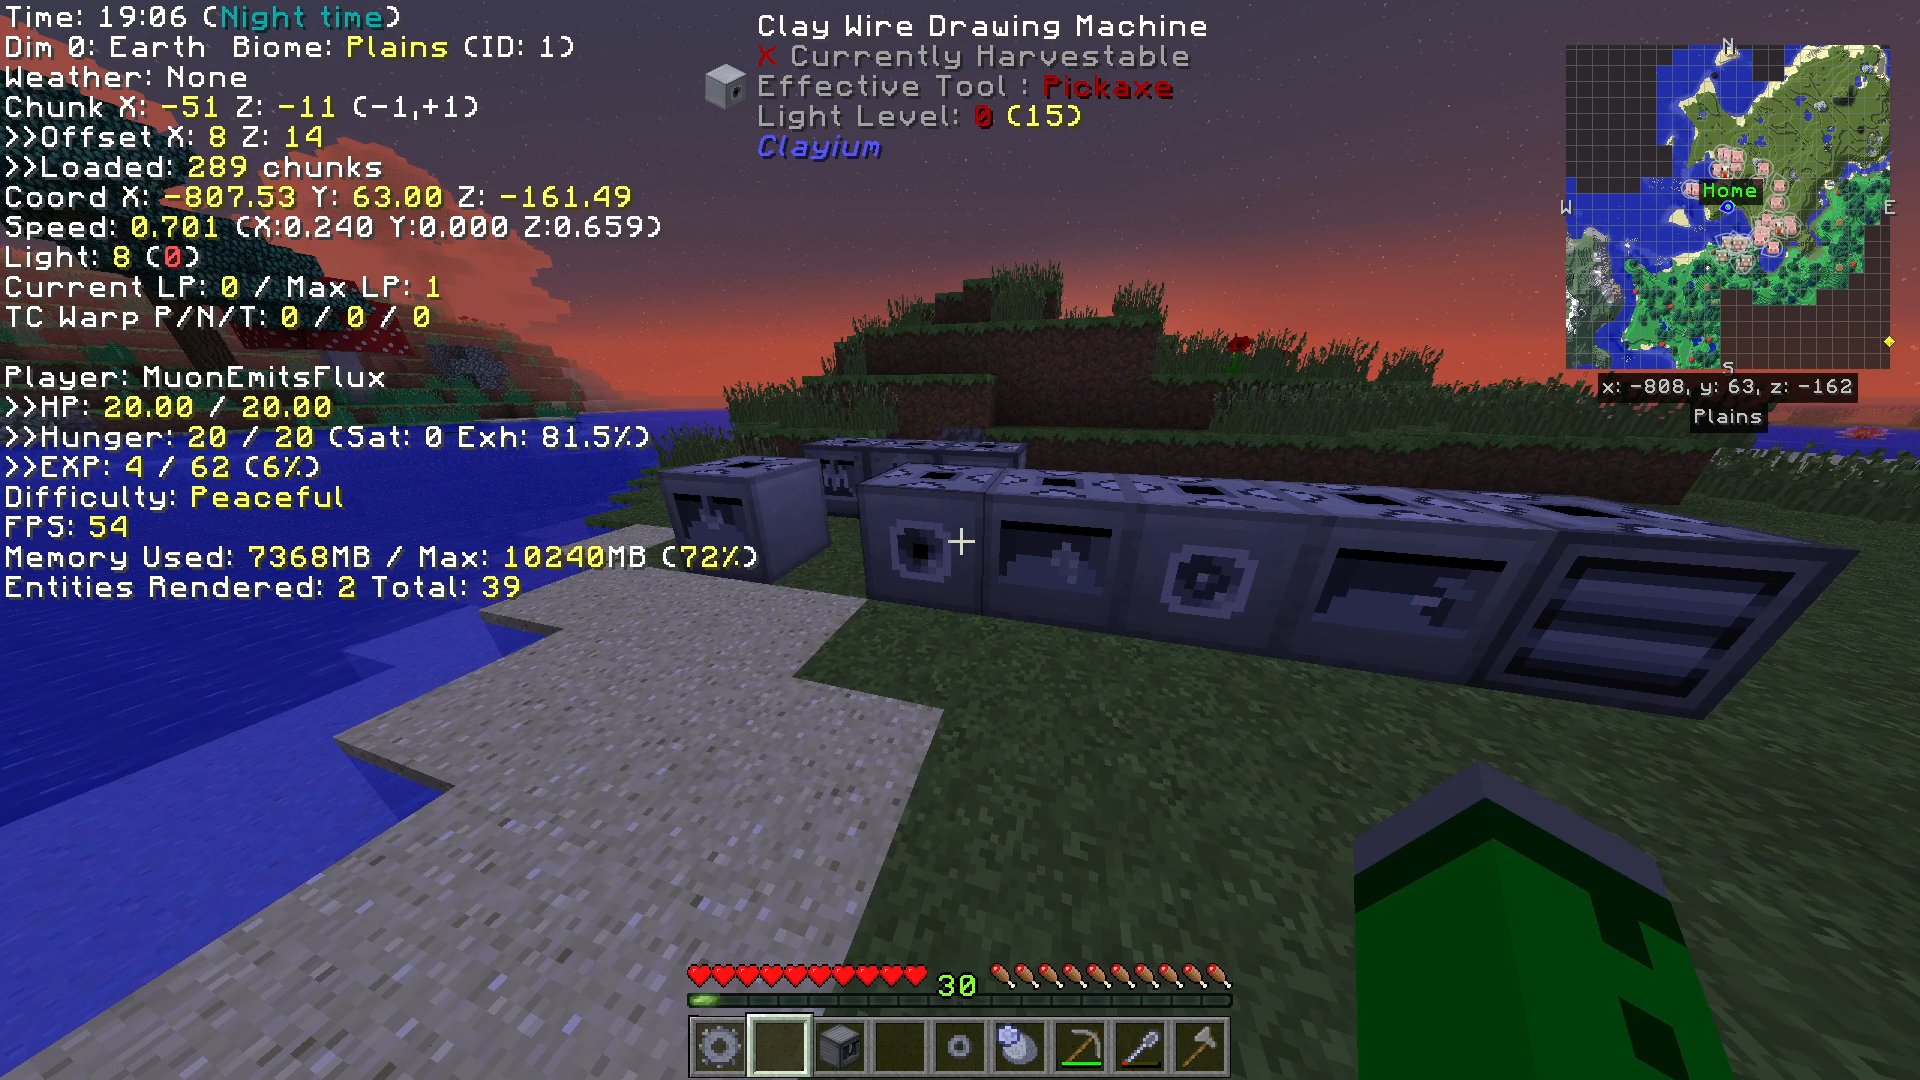 Time: 19:06 (Night time)
Dim 0: Earth Biome: Plains (ID: 1)
Weather: None
Chunk X: -51 Z: -11 (-1,+1)
>>Offset X: 8 Z: 14
>>Loaded: 289 chunks
Coord X: -807.53 Y: 63.00 Z: -161.49
Speed: 0.701 (X:0.240 Y:0.000 Z:0.659)
Light: 8 (0)
Current LP: 0 / Max LP: 1
TC Warp P/N/T: 0 / 0 / 0
Player: MuonEmitsFlux
>>HP: 20.00 / 20.00
>>Hunger: 20 / 20 (Sat: 0 Exh: 81.5%)
>>EXP: 4 / 62 (6%)
Difficulty: Peaceful
FPS: 54
Memory Used: 7368MB / Max: 10240MB (72%)
Entities Rendered: 2 Total: 39
Clay Wire Drawing Machine
X Currently Harvestable
Effective Tool : Pickaxe
Light Level: 0 (15)
Clayium
N
Home
W
E
S
x: -808, y: 63, z: -162
Plains
30